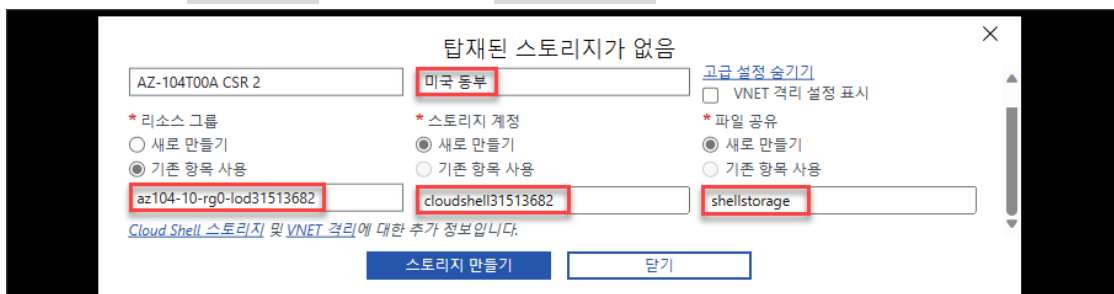 탑재된 스토리지가 없음
AZ-104T00A CSR 2
미국 동부
고급 설정 숨기기
VNET 격리 설정 표시
* 리소스 그룹
새로 만들기
기존 항목 사용
az104-10-rg0-lod31513682
* 스토리지 계정
새로 만들기
기존 항목 사용
cloudshell31513682
* 파일 공유
새로 만들기
기존 항목 사용
shellstorage
Cloud Shell 스토리지 및 VNET 격리에 대한 추가 정보입니다.
스토리지 만들기
닫기